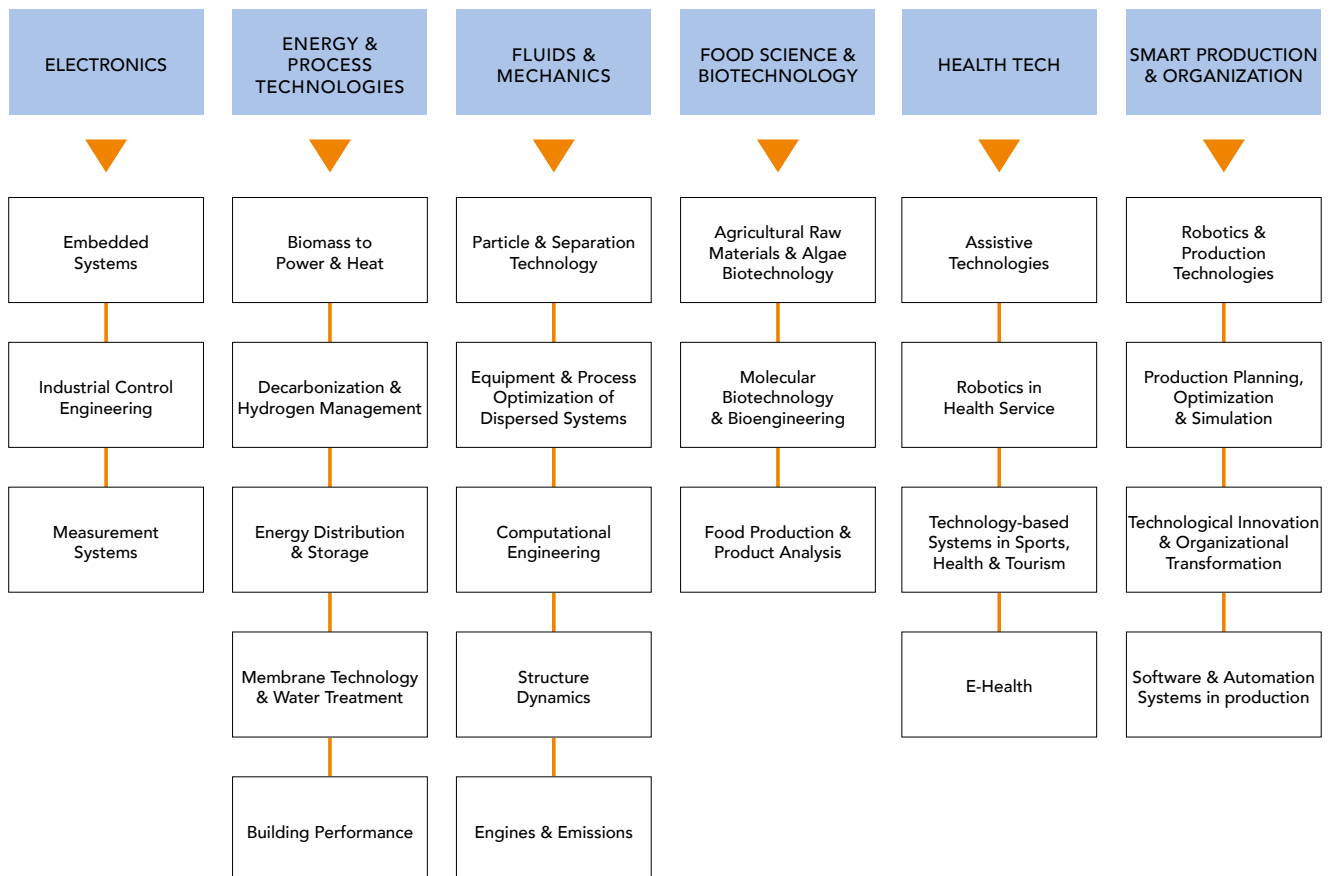 ELECTRONICS
ENERGY &
PROCESS
TECHNOLOGIES
FLUIDS &
MECHANICS
FOOD SCIENCE &
BIOTECHNOLOGY
HEALTH TECH
SMART PRODUCTION
& ORGANIZATION
Embedded
Systems
Biomass to
Power & Heat
Particle & Separation
Technology
Agricultural Raw
Materials & Algae
Biotechnology
Assistive
Technologies
Robotics &
Production
Technologies
Industrial Control
Engineering
Decarbonization &
Hydrogen Management
Equipment & Process
Optimization of
Dispersed Systems
Molecular
Biotechnology
& Bioengineering
Robotics in
Health Service
Production Planning,
Optimization
& Simulation
Measurement
Systems
Energy Distribution
& Storage
Computational
Engineering
Food Production &
Product Analysis
Technology-based
Systems in Sports,
Health & Tourism
Technological Innovation
& Organizational
Transformation
Membrane Technology
& Water Treatment
Structure
Dynamics
E-Health
Software & Automation
Systems in production
Building Performance
Engines & Emissions